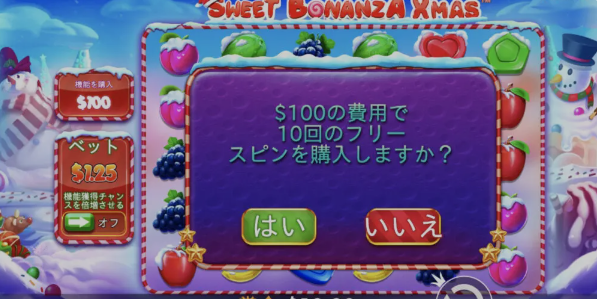 SWEET BONANZA XMAS
機能を購入
$100
ベット
$1.25
機能獲得チャン
スを倍増させる
オフ
$100の費用で
10回のフリー
スピンを購入しますか？
はい
いいえ